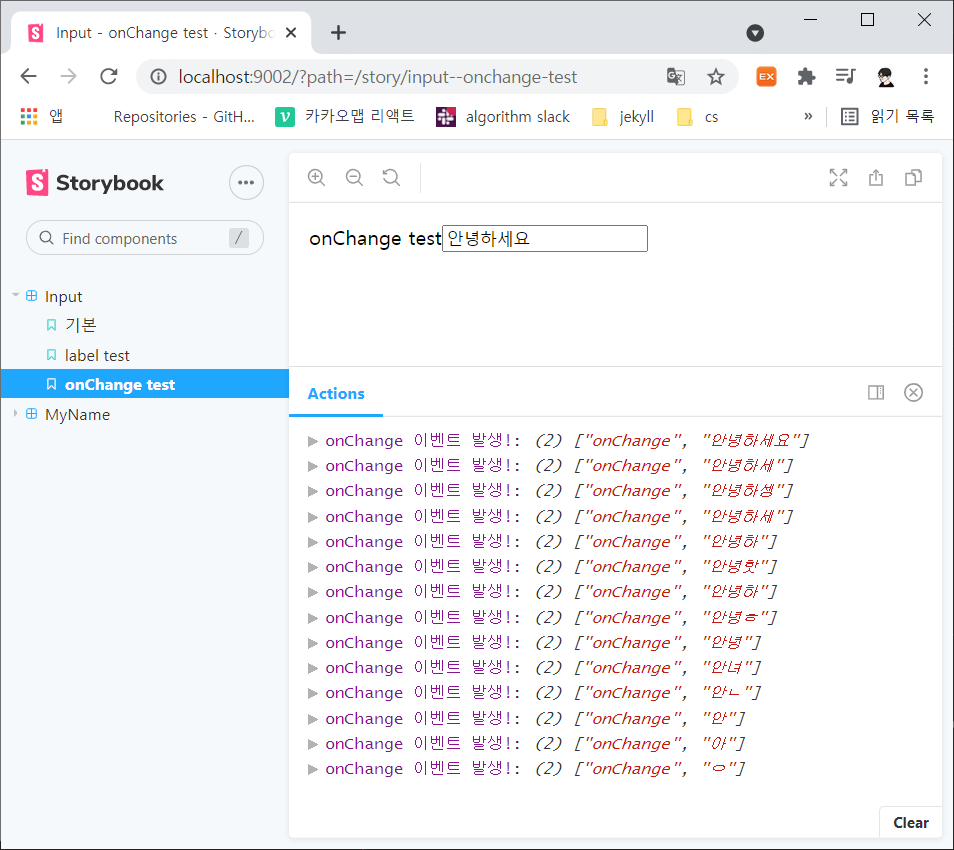 Input - onChange test · Storybo
localhost:9002/?path=/story/input--onchange-test
EX
앱 Repositories - GitH... 카카오맵 리액트 algorithm slack jekyll cs » 읽기 목록
Storybook
Find components /
Input
기본
label test
onChange test
MyName
onChange test 안녕하세요
Actions
onChange 이벤트 발생!: (2) ["onChange", "안녕하세요"]
onChange 이벤트 발생!: (2) ["onChange", "안녕하세"]
onChange 이벤트 발생!: (2) ["onChange", "안녕하셍"]
onChange 이벤트 발생!: (2) ["onChange", "안녕하세"]
onChange 이벤트 발생!: (2) ["onChange", "안녕하"]
onChange 이벤트 발생!: (2) ["onChange", "안녕핫"]
onChange 이벤트 발생!: (2) ["onChange", "안녕하"]
onChange 이벤트 발생!: (2) ["onChange", "안녕ㅎ"]
onChange 이벤트 발생!: (2) ["onChange", "안녕"]
onChange 이벤트 발생!: (2) ["onChange", "안녀"]
onChange 이벤트 발생!: (2) ["onChange", "안ㄴ"]
onChange 이벤트 발생!: (2) ["onChange", "안"]
onChange 이벤트 발생!: (2) ["onChange", "아"]
onChange 이벤트 발생!: (2) ["onChange", "ㅇ"]
Clear